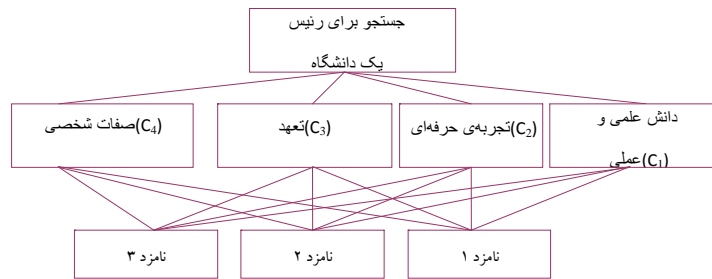 جستجو برای رئیس
یک دانشگاه
دانش علمی و
عملی(C₁)
تجربه‌ی حرفه‌ای(C₂)
تعهد(C₃)
صفات شخصی(C₄)
نامزد ۱
نامزد ۲
نامزد ۳